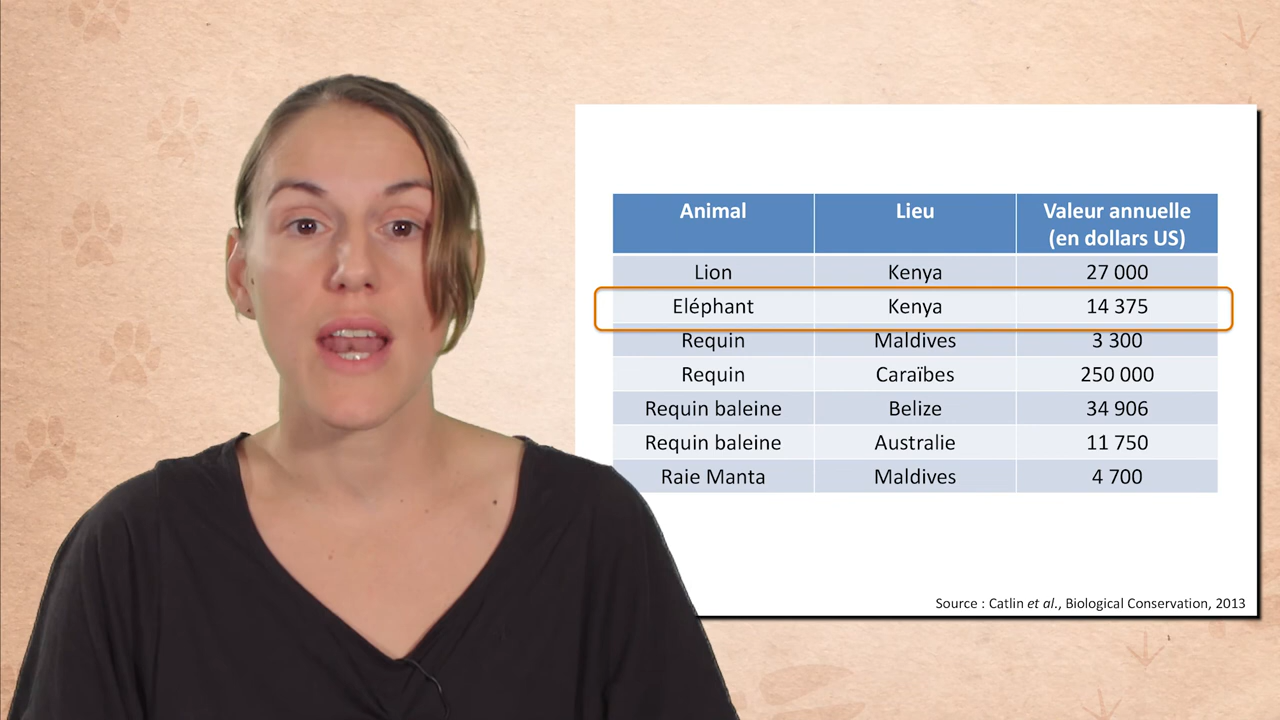 Animal Lieu Valeur annuelle
(en dollars US)
Lion Kenya 27 000
Eléphant Kenya 14 375
Requin Maldives 3 300
Requin Caraïbes 250 000
Requin baleine Belize 34 906
Requin baleine Australie 11 750
Raie Manta Maldives 4 700
Source : Catlin et al., Biological Conservation, 2013